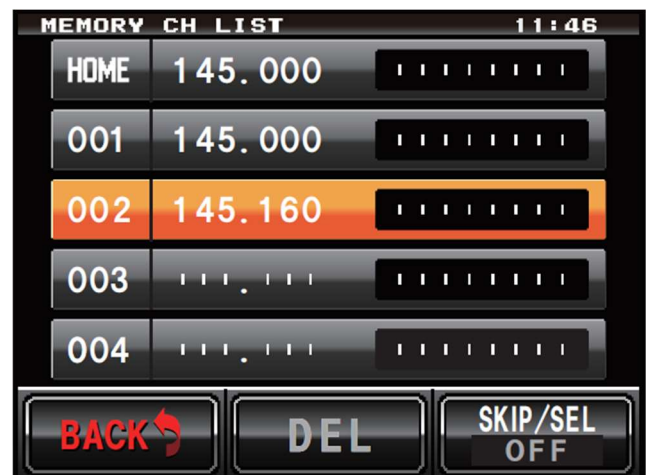 MEMORY CH LIST 11:46
HOME 145.000
001 145.000
002 145.160
003
004
BACK DEL SKIP/SEL
OFF